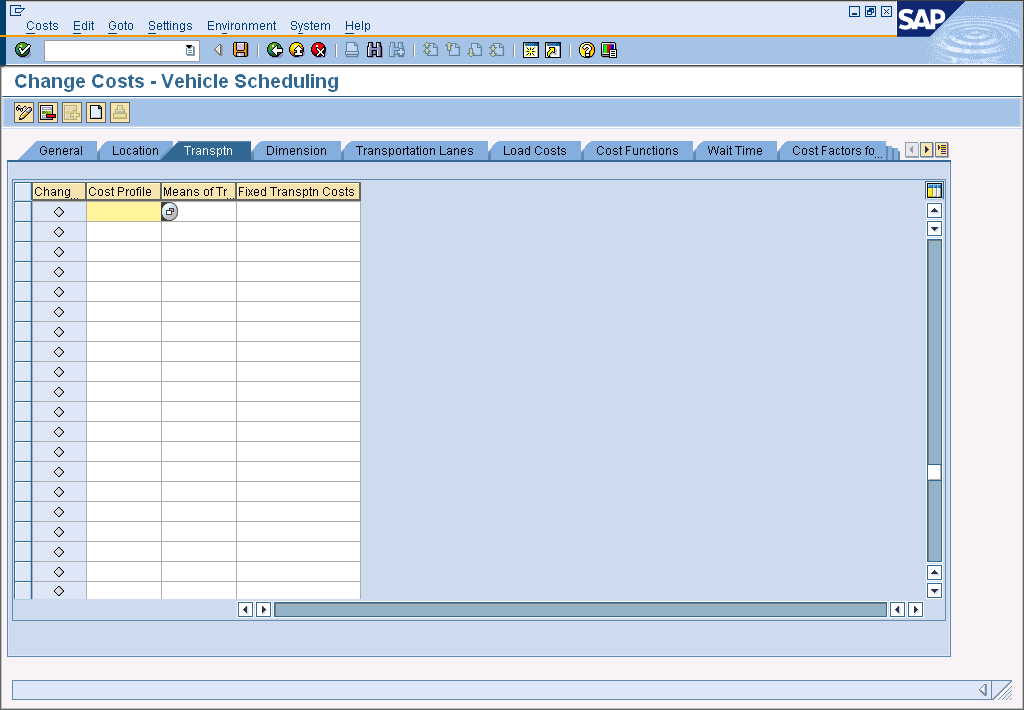 Costs Edit Goto Settings Environment System Help
SAP
Change Costs - Vehicle Scheduling
General Location Transptn Dimension Transportation Lanes Load Costs Cost Functions Wait Time Cost Factors fo...
Chang... Cost Profile Means of Tr... Fixed Transptn Costs